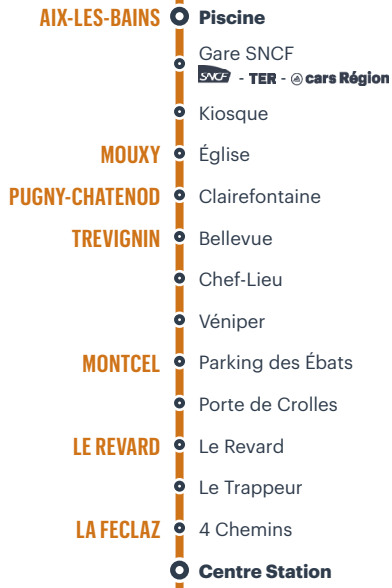 AIX-LES-BAINS Piscine
Gare SNCF
SNCF - TER - cars Région
Kiosque
MOUXY Église
PUGNY-CHATENOD Clairefontaine
TREVIGNIN Bellevue
Chef-Lieu
Véniper
MONTCEL Parking des Ébats
Porte de Crolles
LE REVARD Le Revard
Le Trappeur
LA FECLAZ 4 Chemins
Centre Station